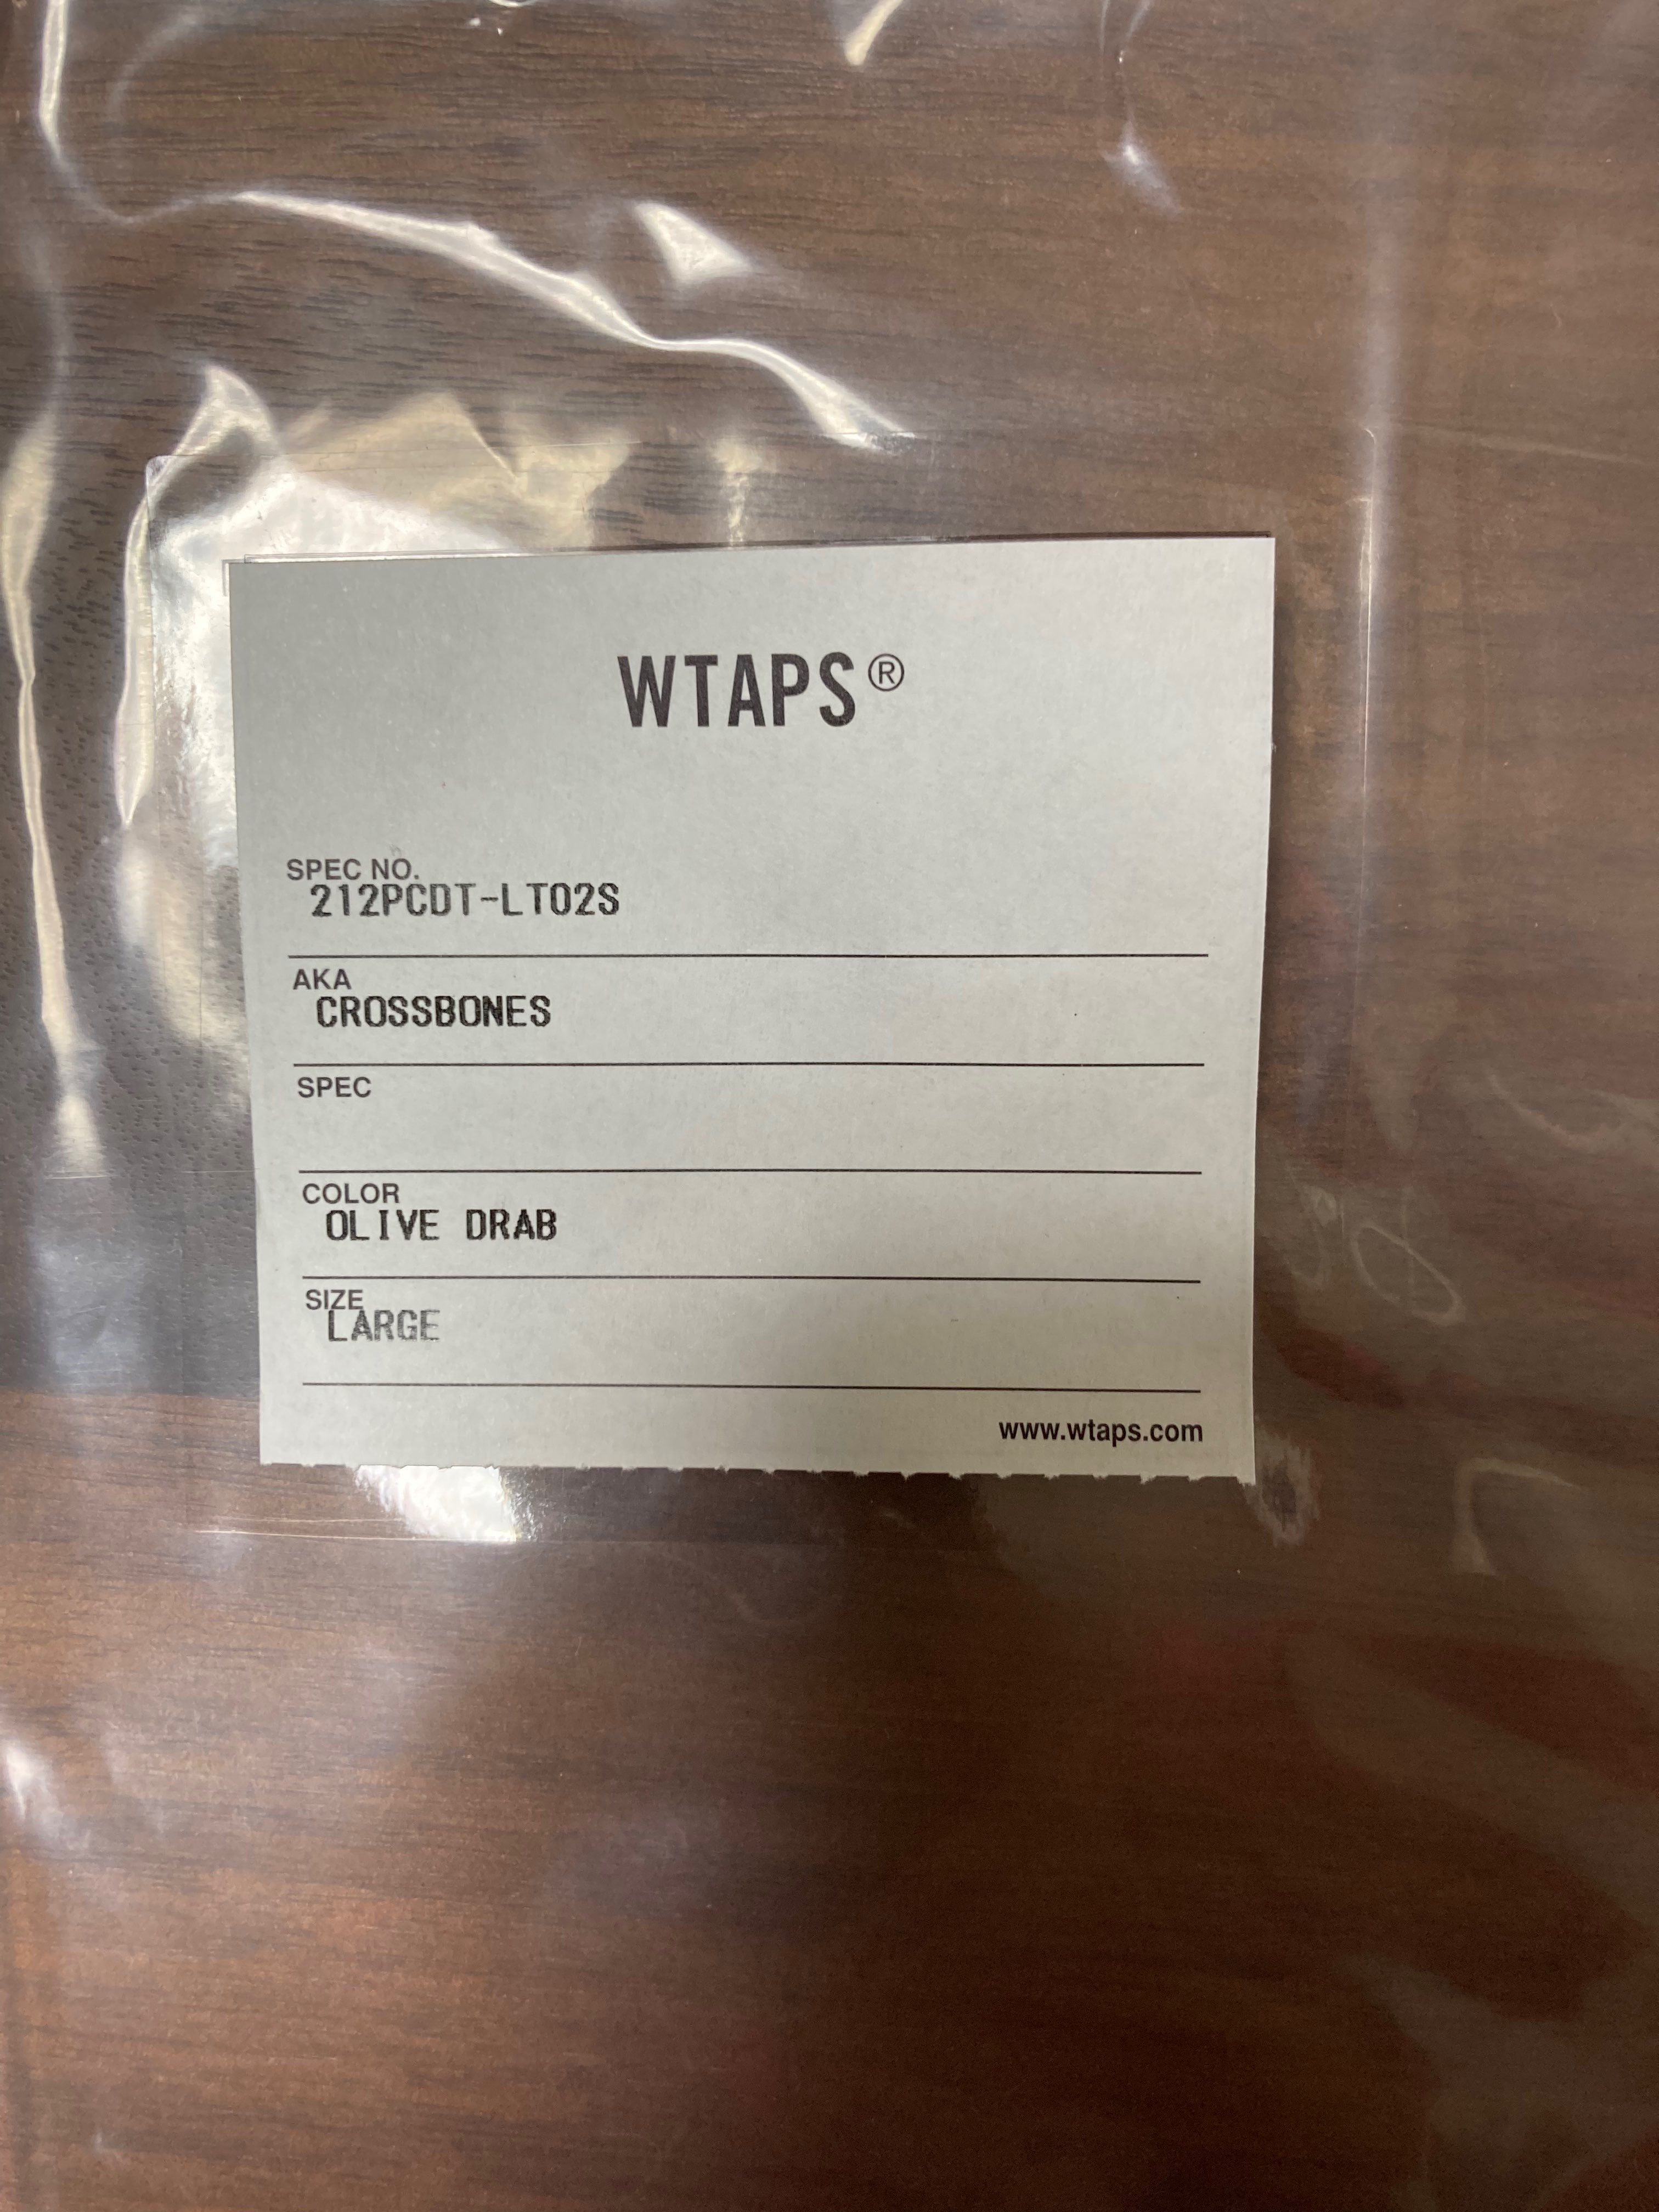 WTAPS®
SPEC NO.
212PCDT-LT02S
AKA
CROSSBONES
SPEC
COLOR
OLIVE DRAB
SIZE
LARGE
www.wtaps.com